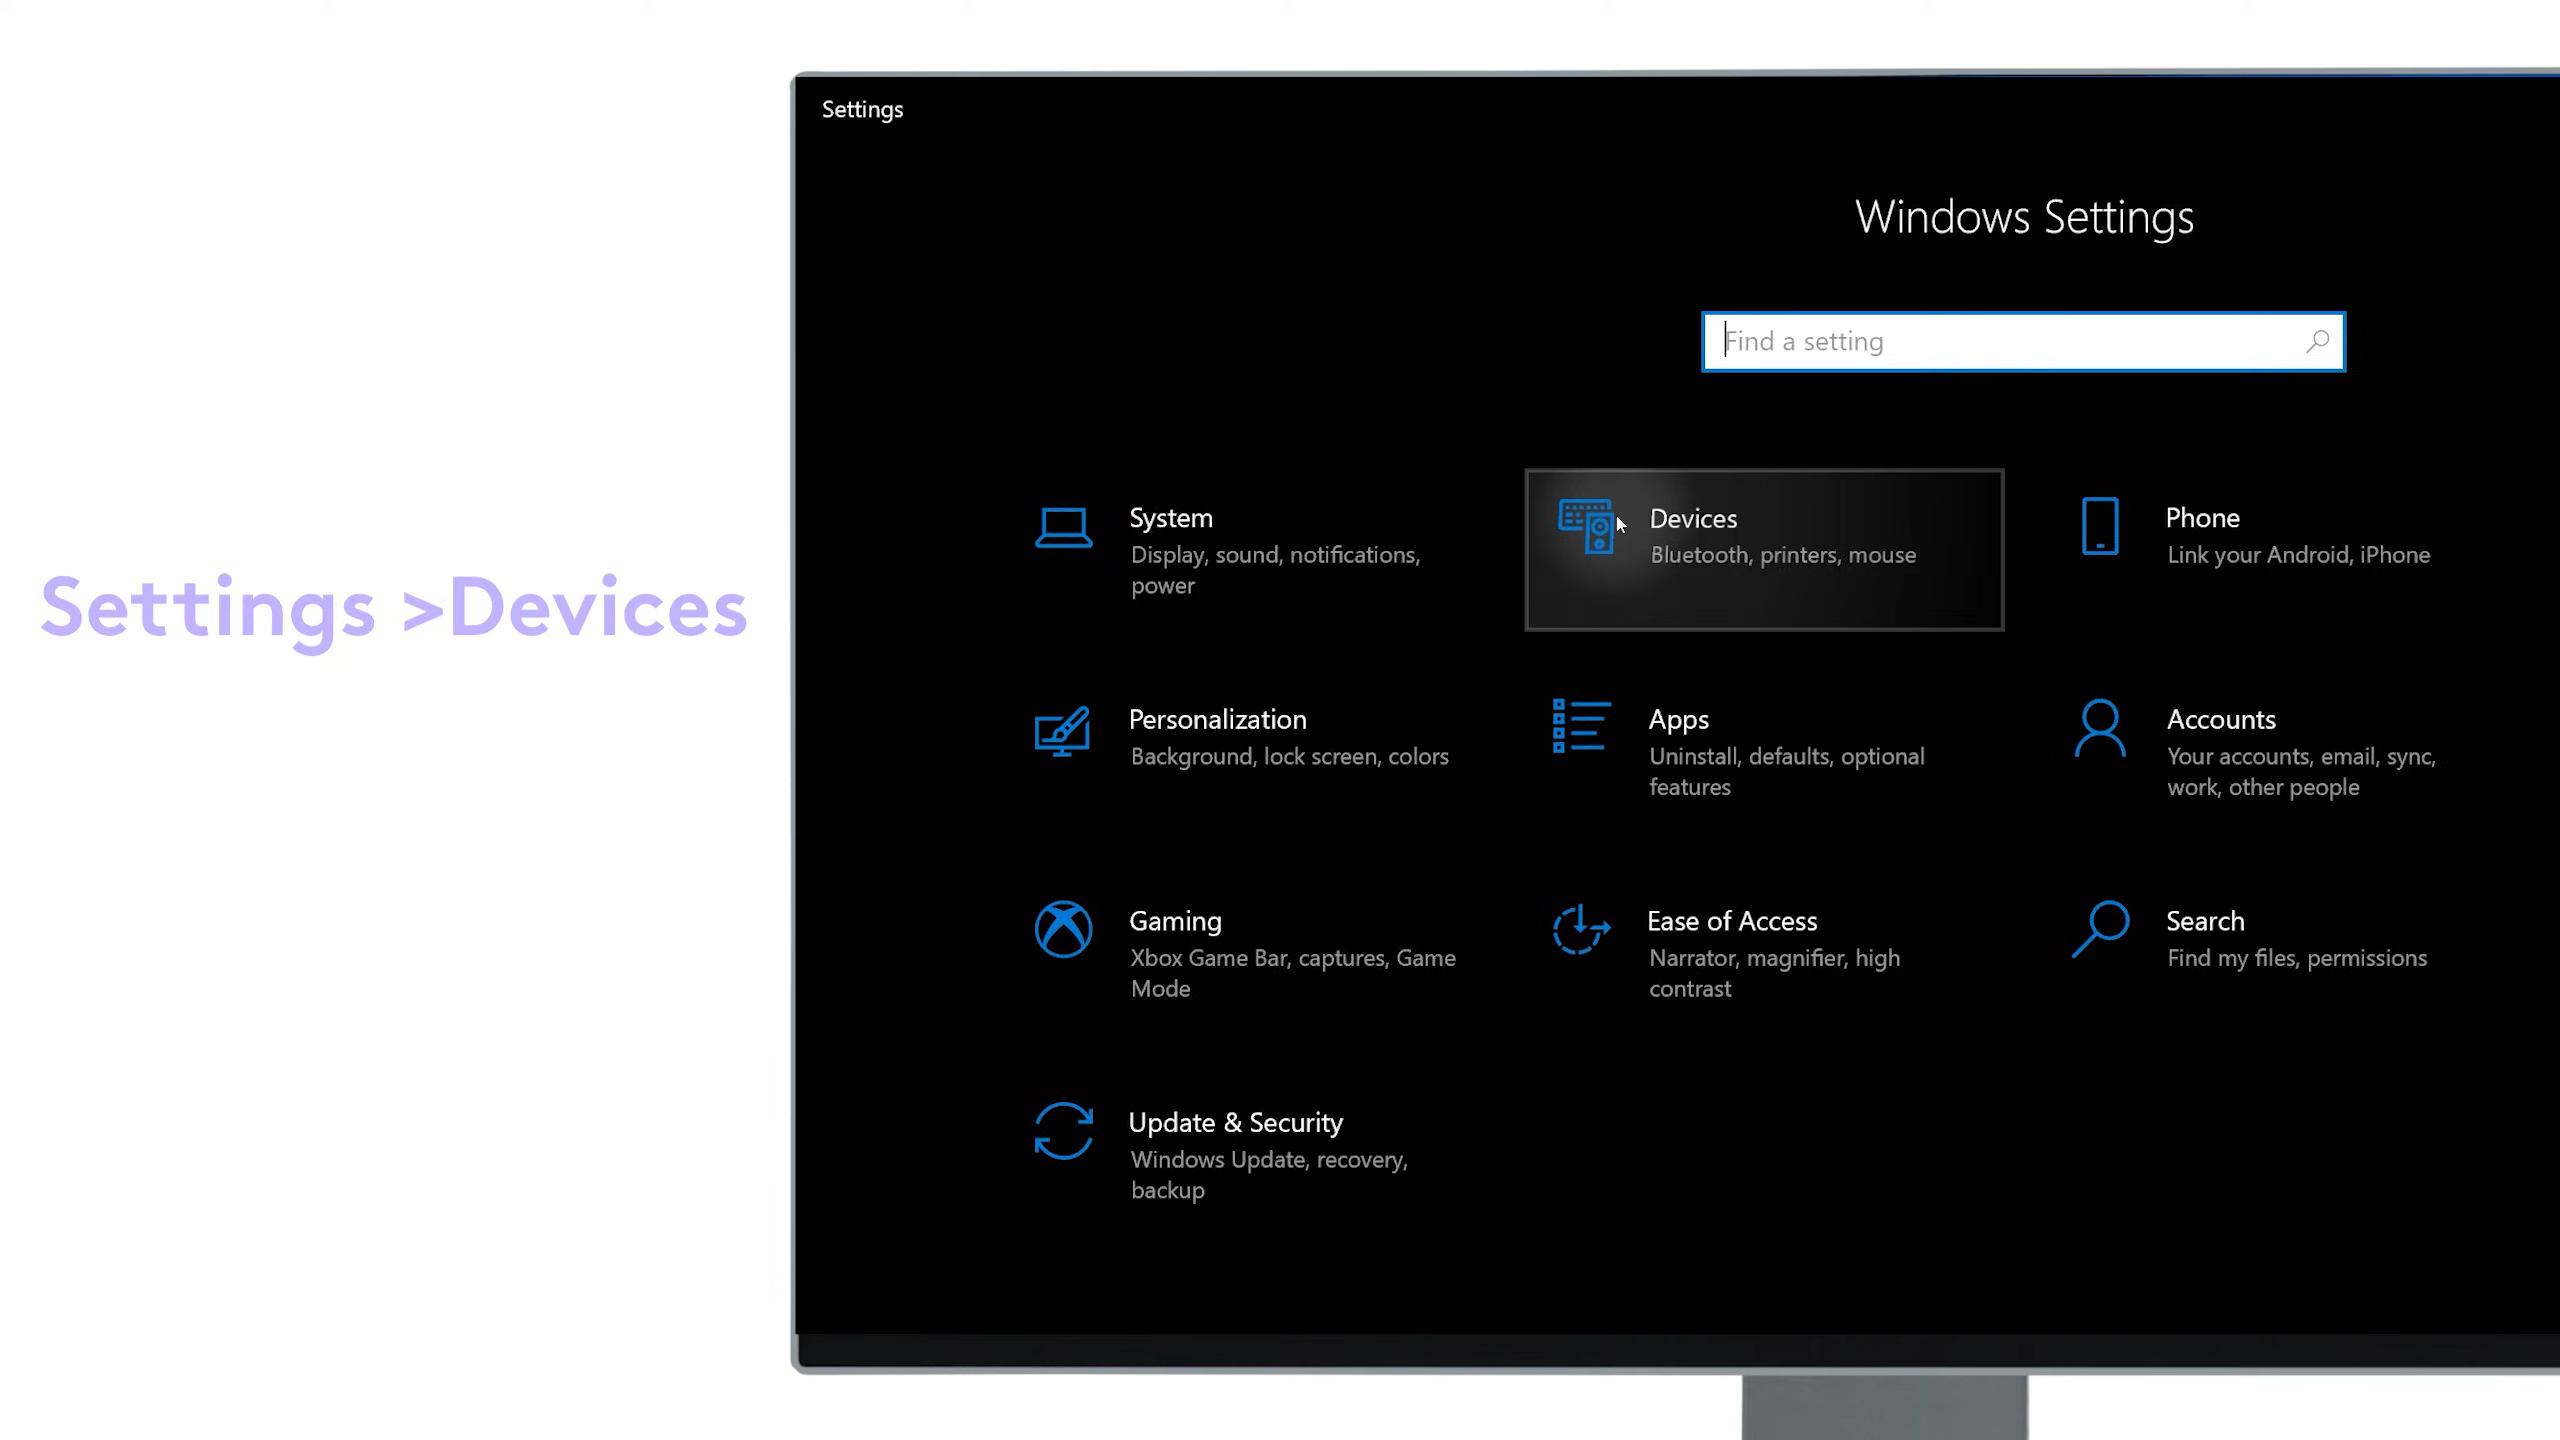 Settings
Windows Settings
Find a setting
Settings >Devices
System
Display, sound, notifications,
power
Devices
Bluetooth, printers, mouse
Phone
Link your Android, iPhone
Personalization
Background, lock screen, colors
Apps
Uninstall, defaults, optional
features
Accounts
Your accounts, email, sync,
work, other people
Gaming
Xbox Game Bar, captures, Game
Mode
Ease of Access
Narrator, magnifier, high
contrast
Search
Find my files, permissions
Update & Security
Windows Update, recovery,
backup